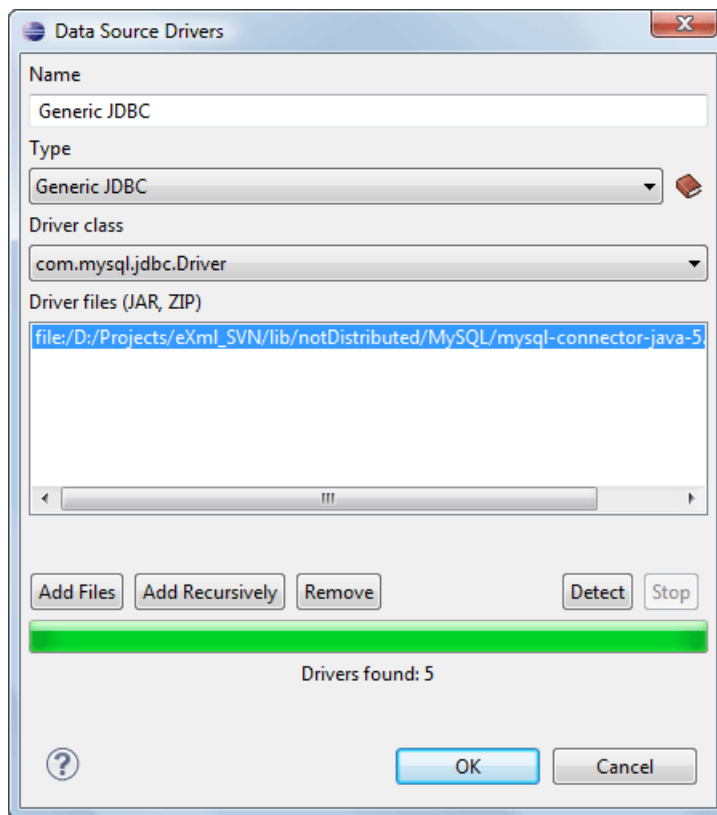 Data Source Drivers
Name
Generic JDBC
Type
Generic JDBC
Driver class
com.mysql.jdbc.Driver
Driver files (JAR, ZIP)
file:/D:/Projects/eXml_SVN/lib/notDistributed/MySQL/mysql-connector-java-5.
Add Files Add Recursively Remove Detect Stop
Drivers found: 5
? OK Cancel